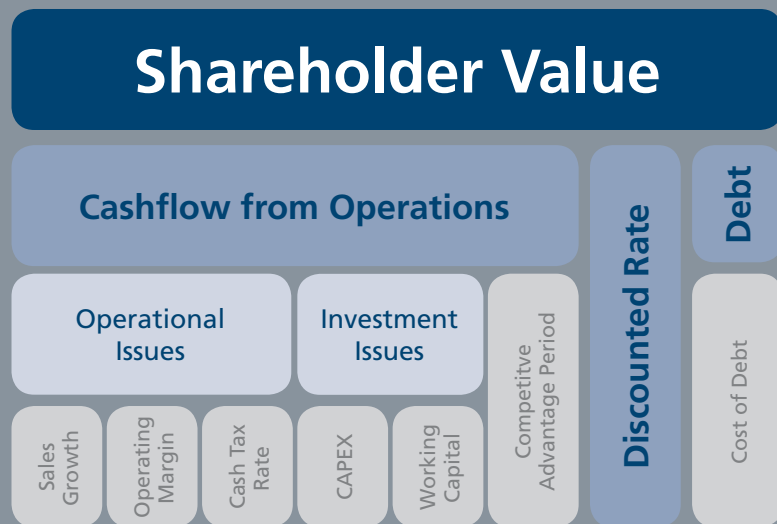 Shareholder Value
Cashflow from Operations
Discounted Rate
Debt
Operational
Issues
Investment
Issues
Competitve
Advantage Period
Cost of Debt
Sales
Growth
Operating
Margin
Cash Tax
Rate
CAPEX
Working
Capital